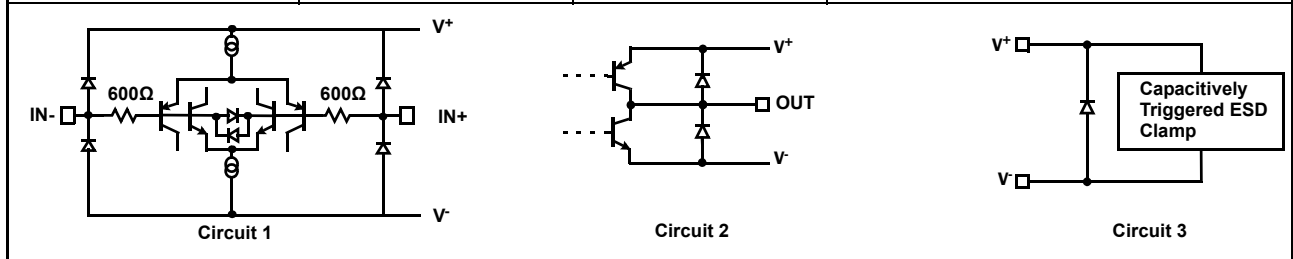 V+
600Ω
600Ω
IN-
IN+
V-
Circuit 1
V+
OUT
V-
Circuit 2
V+
Capacitively
Triggered ESD
Clamp
V-
Circuit 3